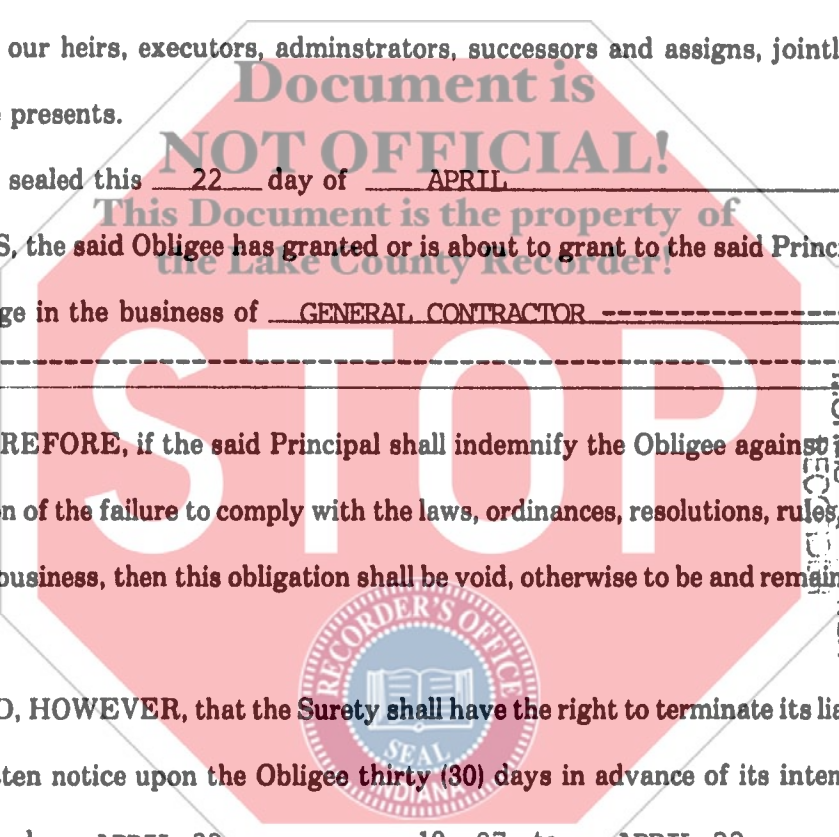 our heirs, executors, adminstrators, successors and assigns, jointl
Document is
presents.
NOT OFFICIAL!
sealed this 22 day of APRIL
This Document is the property of
S, the said Obligee has granted or is about to grant to the said Princi
the Lake County Recorder!
ge in the business of GENERAL CONTRACTOR ----------------
STOP
REFORE, if the said Principal shall indemnify the Obligee against
n of the failure to comply with the laws, ordinances, resolutions, rules,
business, then this obligation shall be void, otherwise to be and remain
RECORDER'S OFFICE
SEAL
INDIANA
O, HOWEVER, that the Surety shall have the right to terminate its lia
ten notice upon the Obligee thirty (30) days in advance of its inten